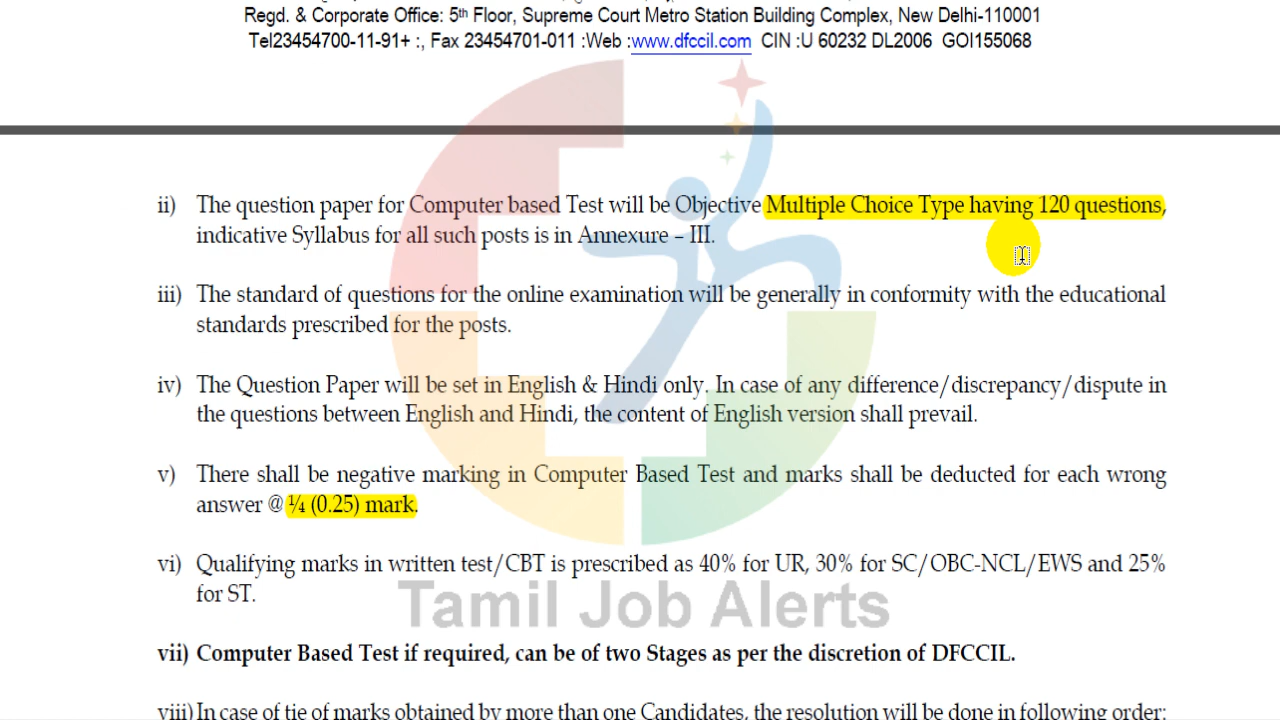 Regd. & Corporate Office: 5th Floor, Supreme Court Metro Station Building Complex, New Delhi-110001
Tel23454700-11-91+ :, Fax 23454701-011 :Web :www.dfccil.com CIN :U 60232 DL2006 GOI155068
ii) The question paper for Computer based Test will be Objective Multiple Choice Type having 120 questions,
indicative Syllabus for all such posts is in Annexure – III.
iii) The standard of questions for the online examination will be generally in conformity with the educational
standards prescribed for the posts.
iv) The Question Paper will be set in English & Hindi only. In case of any difference/discrepancy/dispute in
the questions between English and Hindi, the content of English version shall prevail.
v) There shall be negative marking in Computer Based Test and marks shall be deducted for each wrong
answer @ ¼ (0.25) mark.
vi) Qualifying marks in written test/CBT is prescribed as 40% for UR, 30% for SC/OBC-NCL/EWS and 25%
for ST.
Tamil Job Alerts
vii) Computer Based Test if required, can be of two Stages as per the discretion of DFCCIL.
viii) In case of tie of marks obtained by more than one Candidates, the resolution will be done in following order: